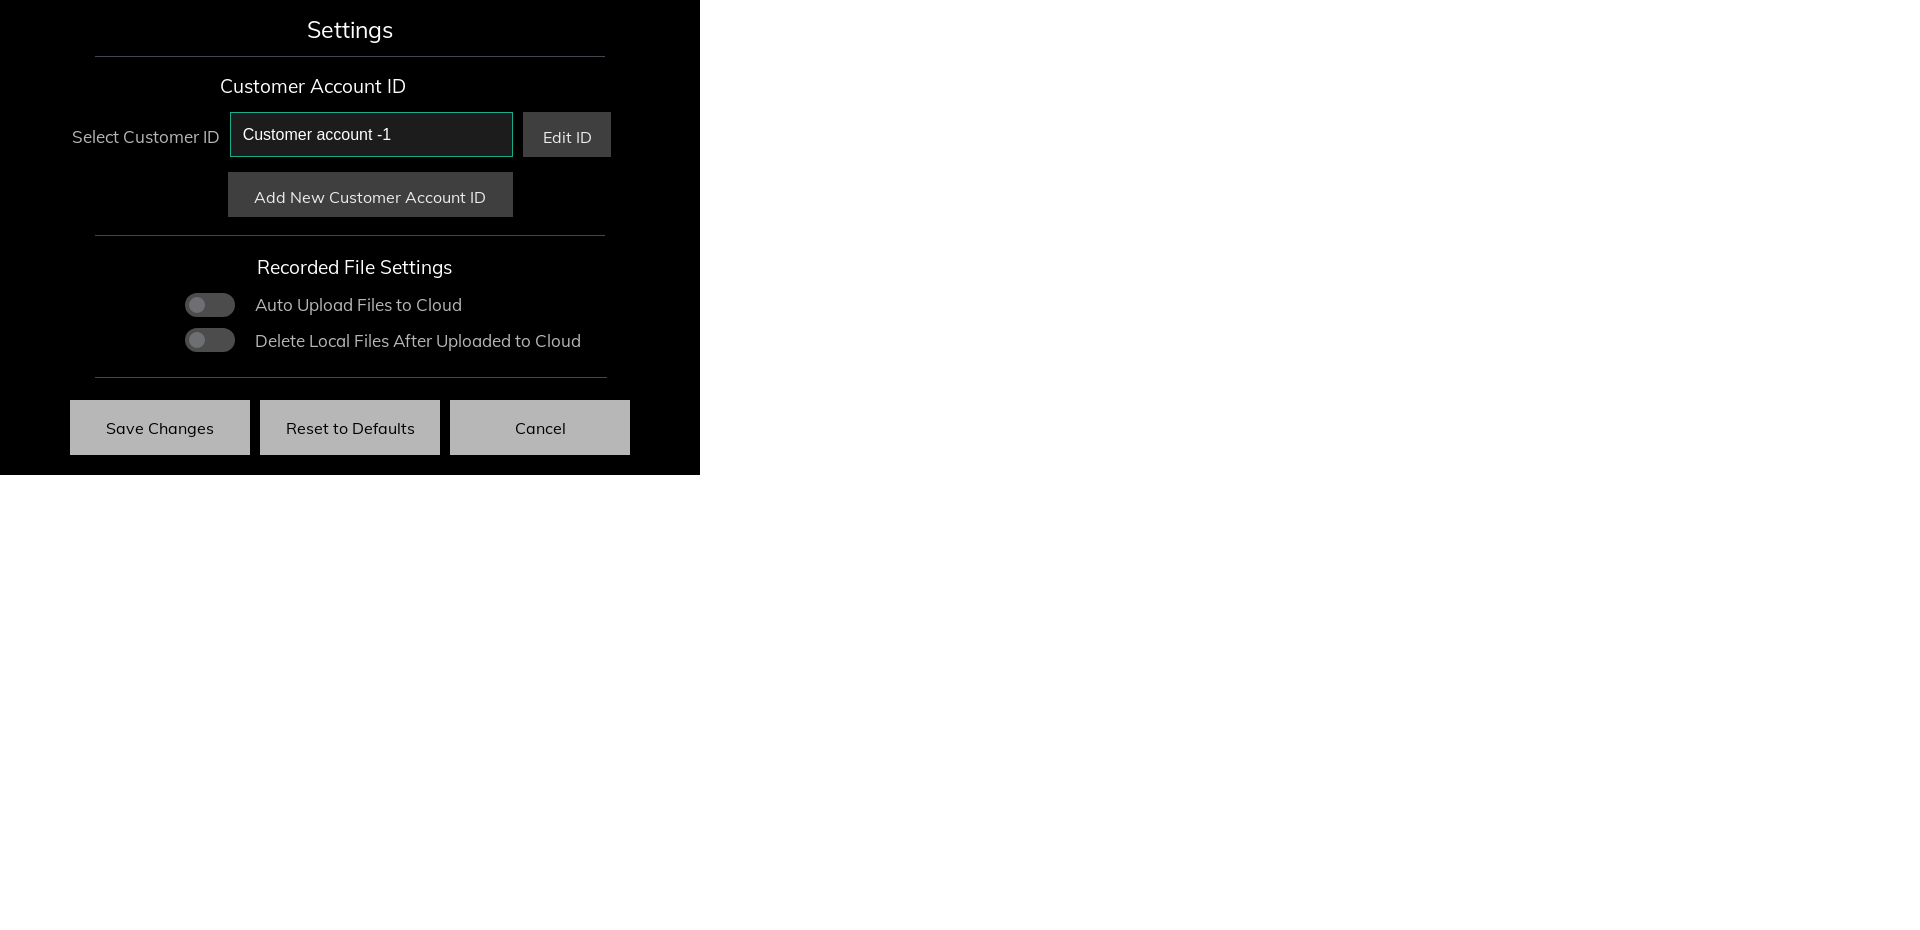 Settings
Customer Account ID
Select Customer ID
Customer account -1
Edit ID
Add New Customer Account ID
Recorded File Settings
Auto Upload Files to Cloud
Delete Local Files After Uploaded to Cloud
Save Changes
Reset to Defaults
Cancel